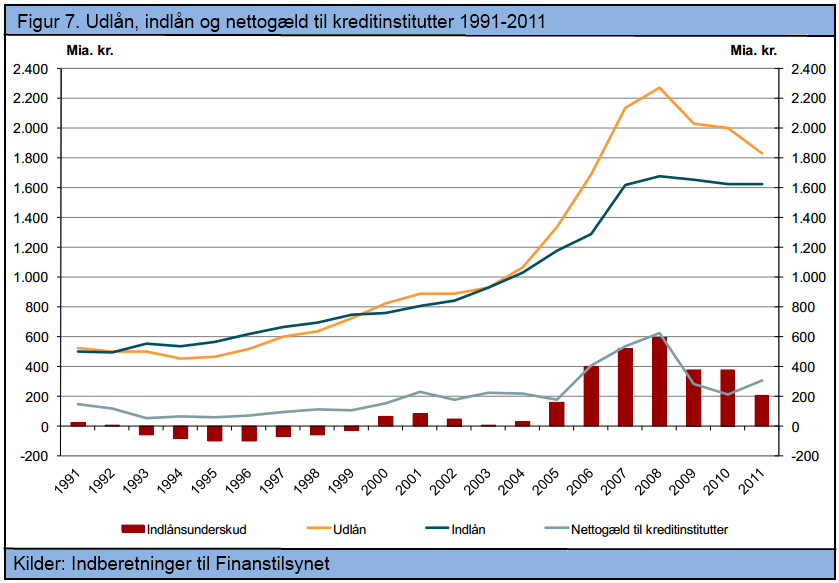 Figur 7. Udlån, indlån og nettogæld til kreditinstitutter 1991-2011
Mia. kr. Mia. kr.
2.400 2.400
2.200 2.200
2.000 2.000
1.800 1.800
1.600 1.600
1.400 1.400
1.200 1.200
1.000 1.000
800 800
600 600
400 400
200 200
0 0
-200 -200
1991 1992 1993 1994 1995 1996 1997 1998 1999 2000 2001 2002 2003 2004 2005 2006 2007 2008 2009 2010 2011
Indlånsunderskud Udlån Indlån Nettogæld til kreditinstitutter
Kilder: Indberetninger til Finanstilsynet